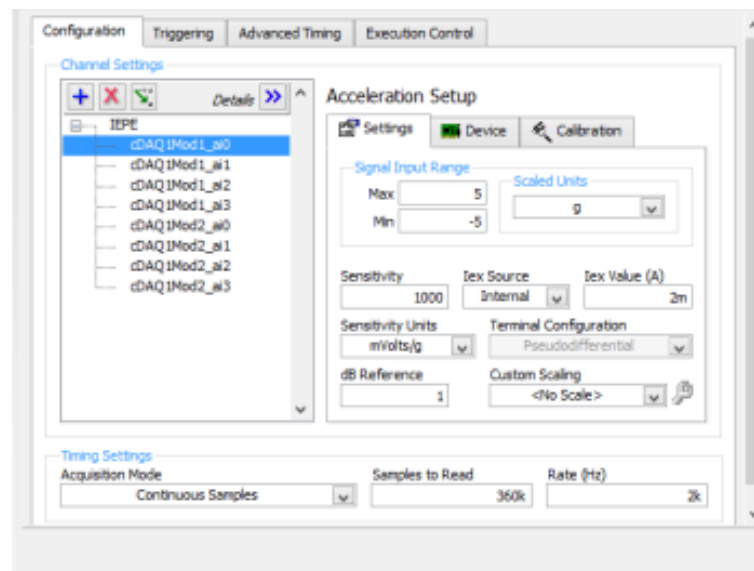 Configuration Triggering Advanced Timing Execution Control
Channel Settings
Details
IEPE
cDAQ1Mod1_ai0
cDAQ1Mod1_ai1
cDAQ1Mod1_ai2
cDAQ1Mod1_ai3
cDAQ1Mod2_ai0
cDAQ1Mod2_ai1
cDAQ1Mod2_ai2
cDAQ1Mod2_ai3
Acceleration Setup
Settings Device Calibration
Signal Input Range
Max 5
Min -5
Scaled Units
g
Sensitivity Iex Source Iex Value (A)
1000 Internal 2m
Sensitivity Units Terminal Configuration
mVolts/g Pseudodifferential
dB Reference Custom Scaling
1 <No Scale>
Timing Settings
Acquisition Mode Samples to Read Rate (Hz)
Continuous Samples 360k 2k